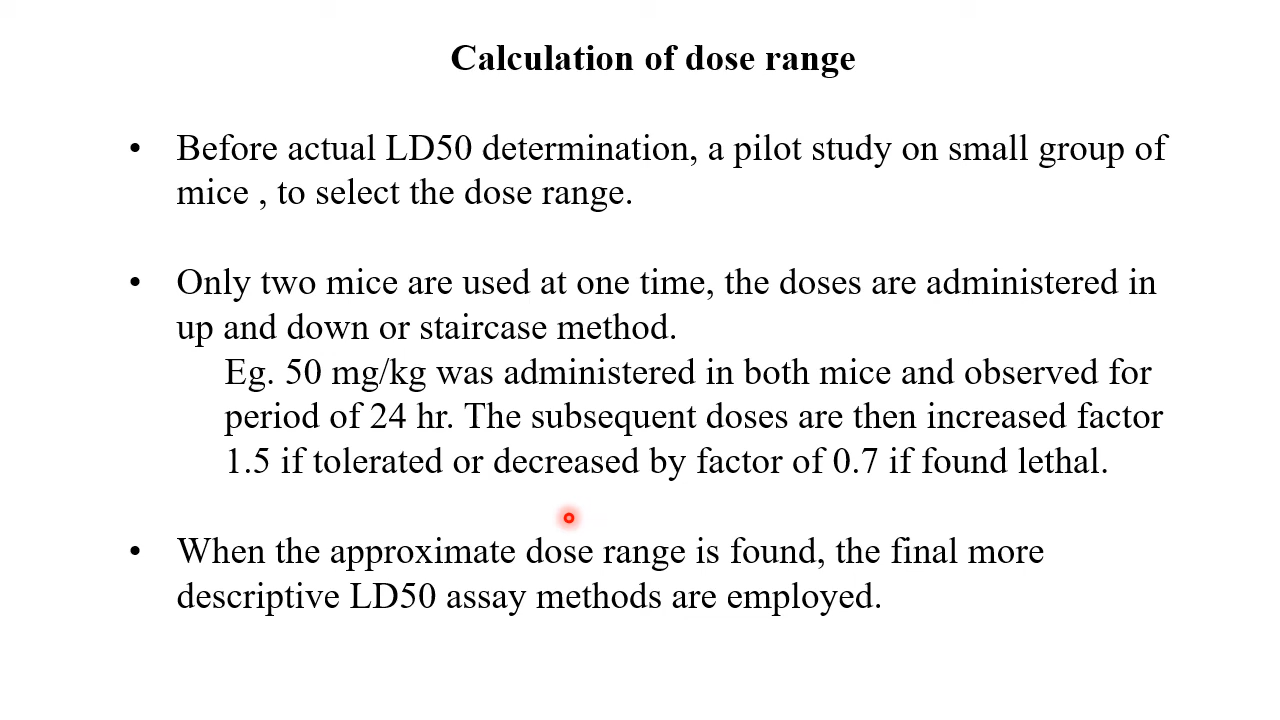 Calculation of dose range
• Before actual LD50 determination, a pilot study on small group of
mice , to select the dose range.
• Only two mice are used at one time, the doses are administered in
up and down or staircase method.
Eg. 50 mg/kg was administered in both mice and observed for
period of 24 hr. The subsequent doses are then increased factor
1.5 if tolerated or decreased by factor of 0.7 if found lethal.
• When the approximate dose range is found, the final more
descriptive LD50 assay methods are employed.